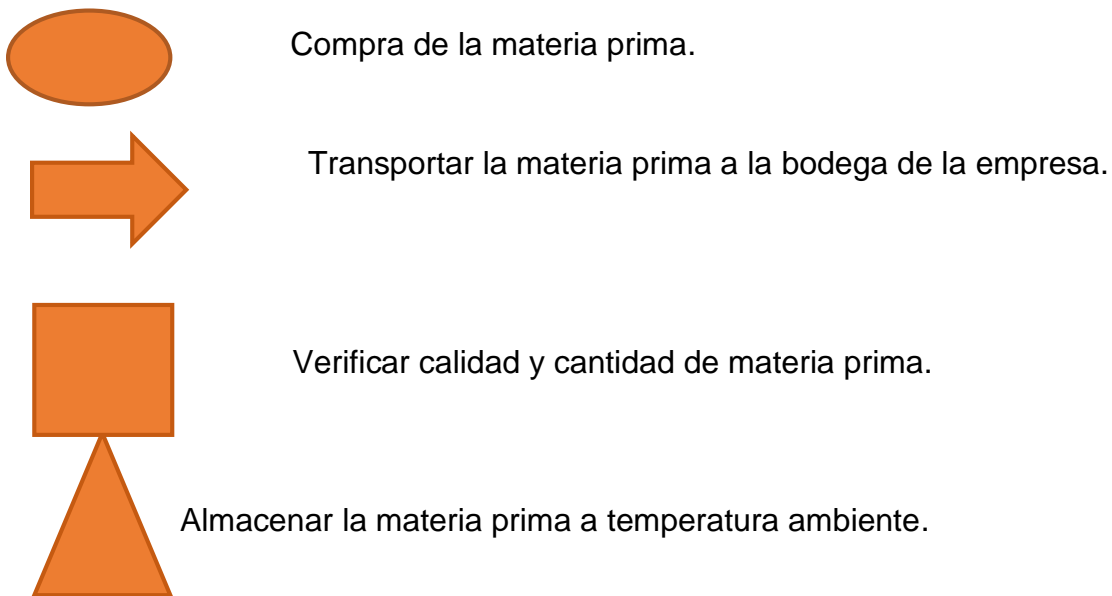 Compra de la materia prima.
Transportar la materia prima a la bodega de la empresa.
Verificar calidad y cantidad de materia prima.
Almacenar la materia prima a temperatura ambiente.